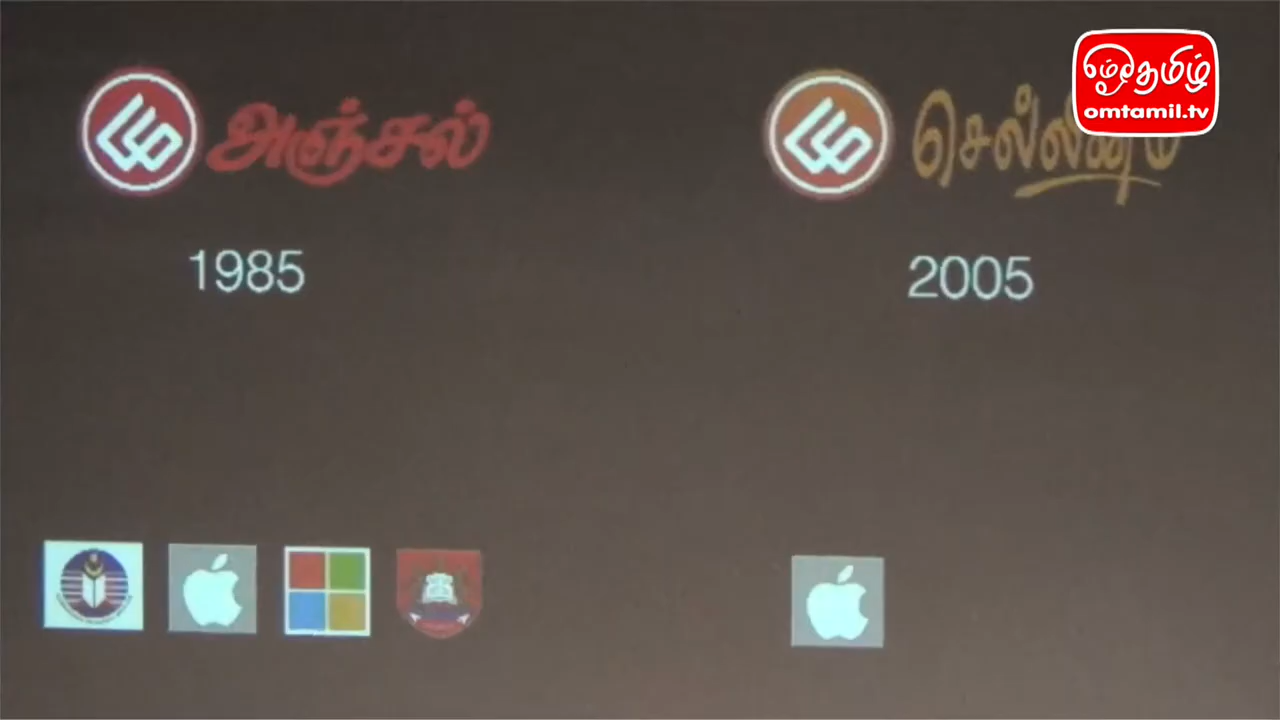 அஞ்சல்
1985
செல்லினம்
2005
ஓம்தமிழ்
omtamil.tv